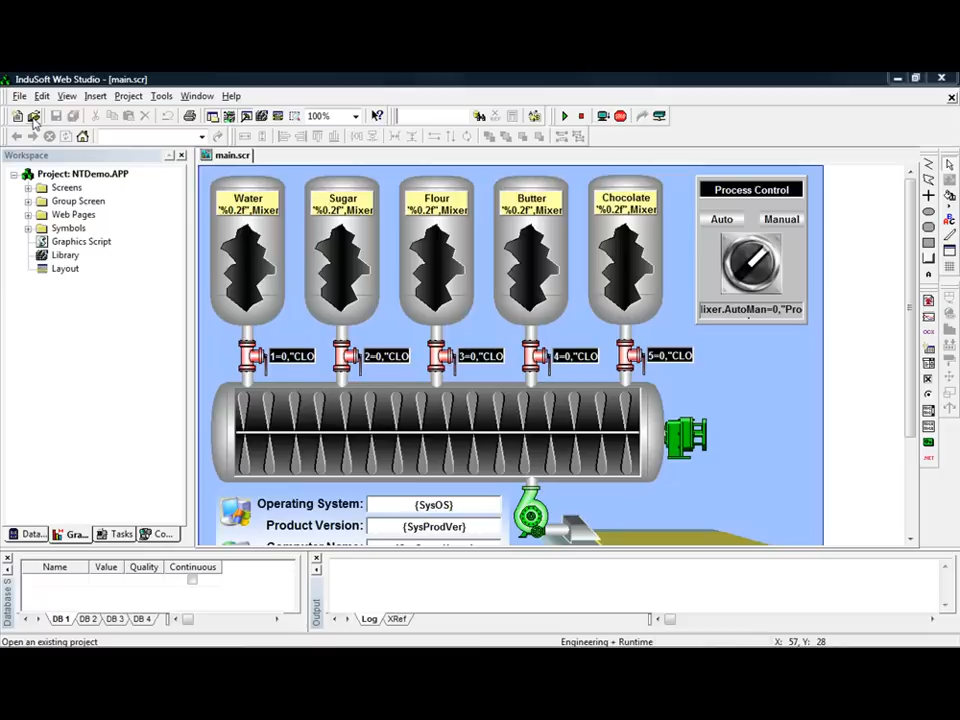 InduSoft Web Studio - [main.scr]
File Edit View Insert Project Tools Window Help
100%
Workspace
main.scr
Project: NTDemo.APP
Screens
Group Screen
Web Pages
Symbols
Graphics Script
Library
Layout
Water
"%0.2f",Mixer
Sugar
"%0.2f",Mixer
Flour
"%0.2f",Mixer
Butter
"%0.2f",Mixer
Chocolate
"%0.2f",Mixer
Process Control
Auto Manual
lixer.AutoMan=0,"Pro
1=0,"CLO 2=0,"CLO 3=0,"CLO 4=0,"CLO 5=0,"CLO
Operating System: {SysOS}
Product Version: {SysProdVer}
Data... Gra... Tasks Co...
Name Value Quality Continuous
Database S
DB 1 DB 2 DB 3 DB 4
Output
Log XRef
Open an existing project
Engineering + Runtime
X: 57, Y: 28